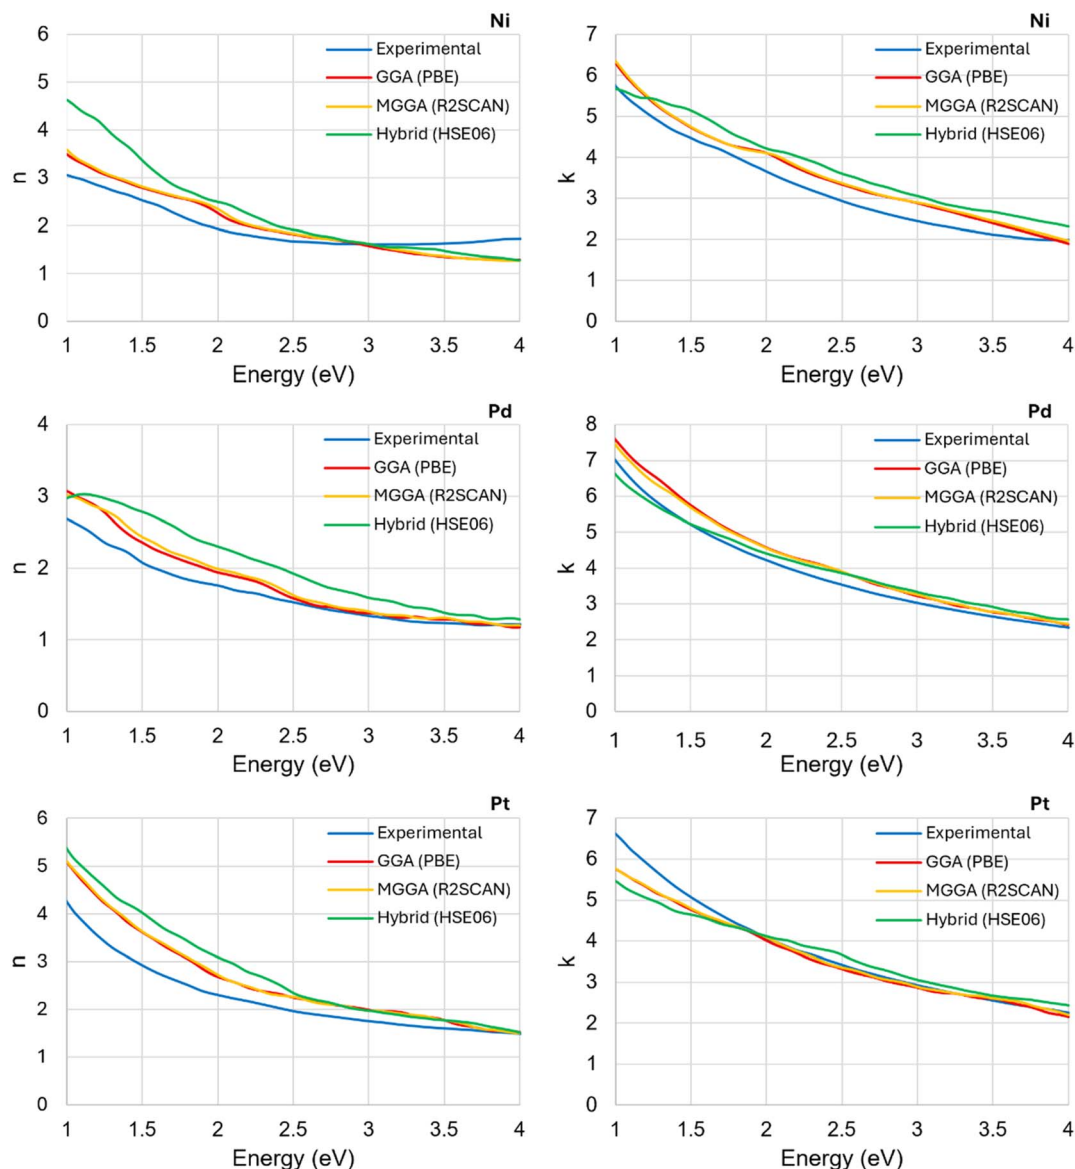 Ni
6
5
4
3
2
1
0
n
Experimental
GGA (PBE)
MGGA (R2SCAN)
Hybrid (HSE06)
1 1.5 2 2.5 3 3.5 4
Energy (eV)
Ni
7
6
5
4
3
2
1
0
k
Experimental
GGA (PBE)
MGGA (R2SCAN)
Hybrid (HSE06)
1 1.5 2 2.5 3 3.5 4
Energy (eV)
Pd
4
3
2
1
0
n
Experimental
GGA (PBE)
MGGA (R2SCAN)
Hybrid (HSE06)
1 1.5 2 2.5 3 3.5 4
Energy (eV)
Pd
8
7
6
5
4
3
2
1
0
k
Experimental
GGA (PBE)
MGGA (R2SCAN)
Hybrid (HSE06)
1 1.5 2 2.5 3 3.5 4
Energy (eV)
Pt
6
5
4
3
2
1
0
n
Experimental
GGA (PBE)
MGGA (R2SCAN)
Hybrid (HSE06)
1 1.5 2 2.5 3 3.5 4
Energy (eV)
Pt
7
6
5
4
3
2
1
0
k
Experimental
GGA (PBE)
MGGA (R2SCAN)
Hybrid (HSE06)
1 1.5 2 2.5 3 3.5 4
Energy (eV)